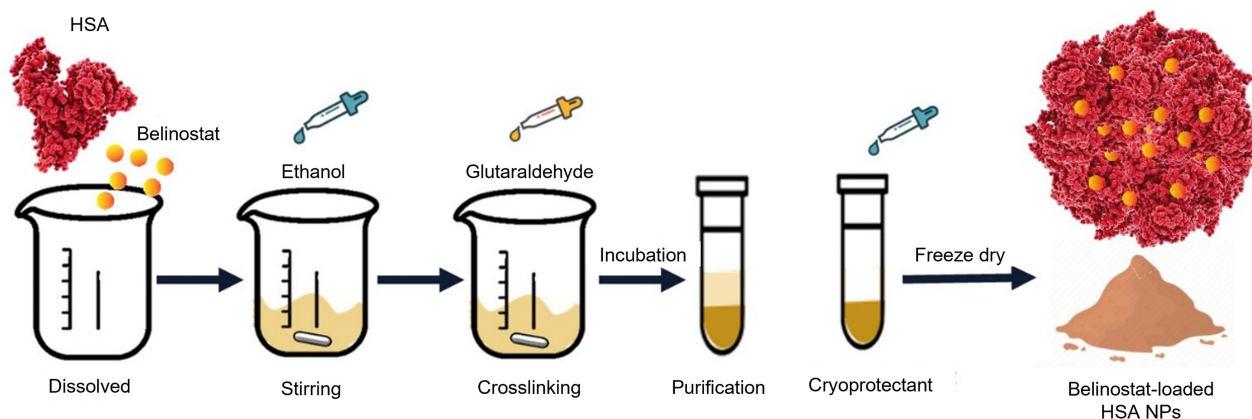 HSA
Belinostat
Ethanol
Glutaraldehyde
Incubation
Freeze dry
Dissolved
Stirring
Crosslinking
Purification
Cryoprotectant
Belinostat-loaded
HSA NPs